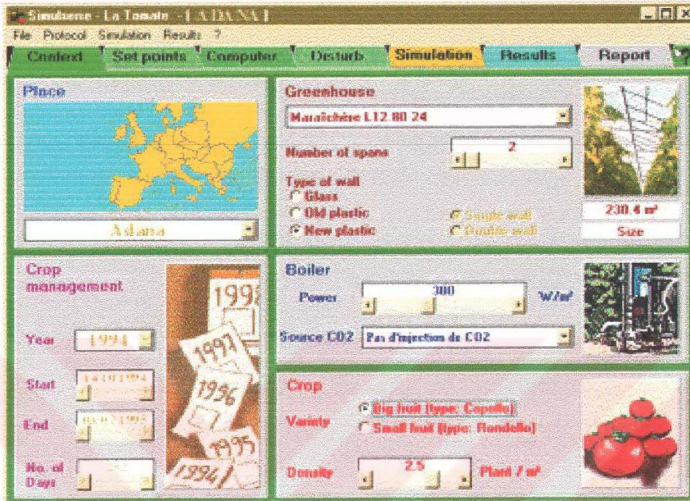 Simulserre - La Tomate - [ADANA]
File Protocol Simulation Results ?
Context Set points Computer Disturb Simulation Results Report ?
Place
Adana
Greenhouse
Maraîchère L12.80 24
Number of spans 2
Type of wall
Glass
Old plastic Single wall
New plastic Double wall
230.4 m²
Size
Crop
management
Year 1994
Start
End
No. of
Days
1998
1997
1996
1995
1994
Boiler
Power 300 W/m²
Source CO2 Pas d'injection de CO2
Crop
Variety
Big fruit (type: Capello)
Small fruit (type: Rondello)
Density 2.5 Plant / m²